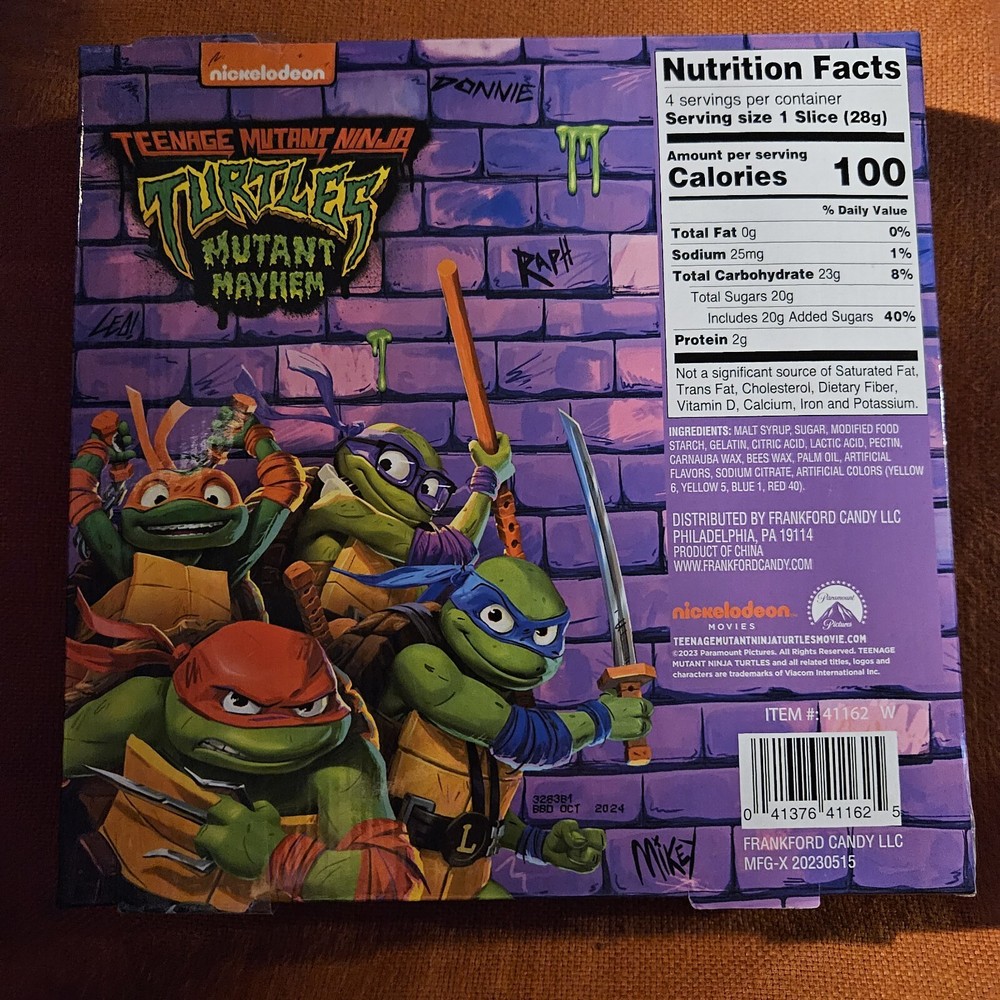 nickelodeon
DONNIE
TEENAGE MUTANT NINJA
TURTLES
MUTANT
MAYHEM
RAPH
LEO!
Nutrition Facts
4 servings per container
Serving size 1 Slice (28g)
Amount per serving
Calories 100
% Daily Value
Total Fat 0g 0%
Sodium 25mg 1%
Total Carbohydrate 23g 8%
Total Sugars 20g
Includes 20g Added Sugars 40%
Protein 2g
Not a significant source of Saturated Fat,
Trans Fat, Cholesterol, Dietary Fiber,
Vitamin D, Calcium, Iron and Potassium.
INGREDIENTS: MALT SYRUP, SUGAR, MODIFIED FOOD
STARCH, GELATIN, CITRIC ACID, LACTIC ACID, PECTIN,
CARNAUBA WAX, BEES WAX, PALM OIL, ARTIFICIAL
FLAVORS, SODIUM CITRATE, ARTIFICIAL COLORS (YELLOW
6, YELLOW 5, BLUE 1, RED 40).
DISTRIBUTED BY FRANKFORD CANDY LLC
PHILADELPHIA, PA 19114
PRODUCT OF CHINA
WWW.FRANKFORDCANDY.COM
nickelodeon™
MOVIES
Paramount
Pictures
TEENAGEMUTANTNINJATURTLESMOVIE.COM
©2023 Paramount Pictures. All Rights Reserved. TEENAGE
MUTANT NINJA TURTLES and all related titles, logos and
characters are trademarks of Viacom International Inc.
ITEM #: 41162 W
0 41376 41162 5
FRANKFORD CANDY LLC
MFG-X 20230515
3283B1
BBD OCT 2024
L
MIKEY